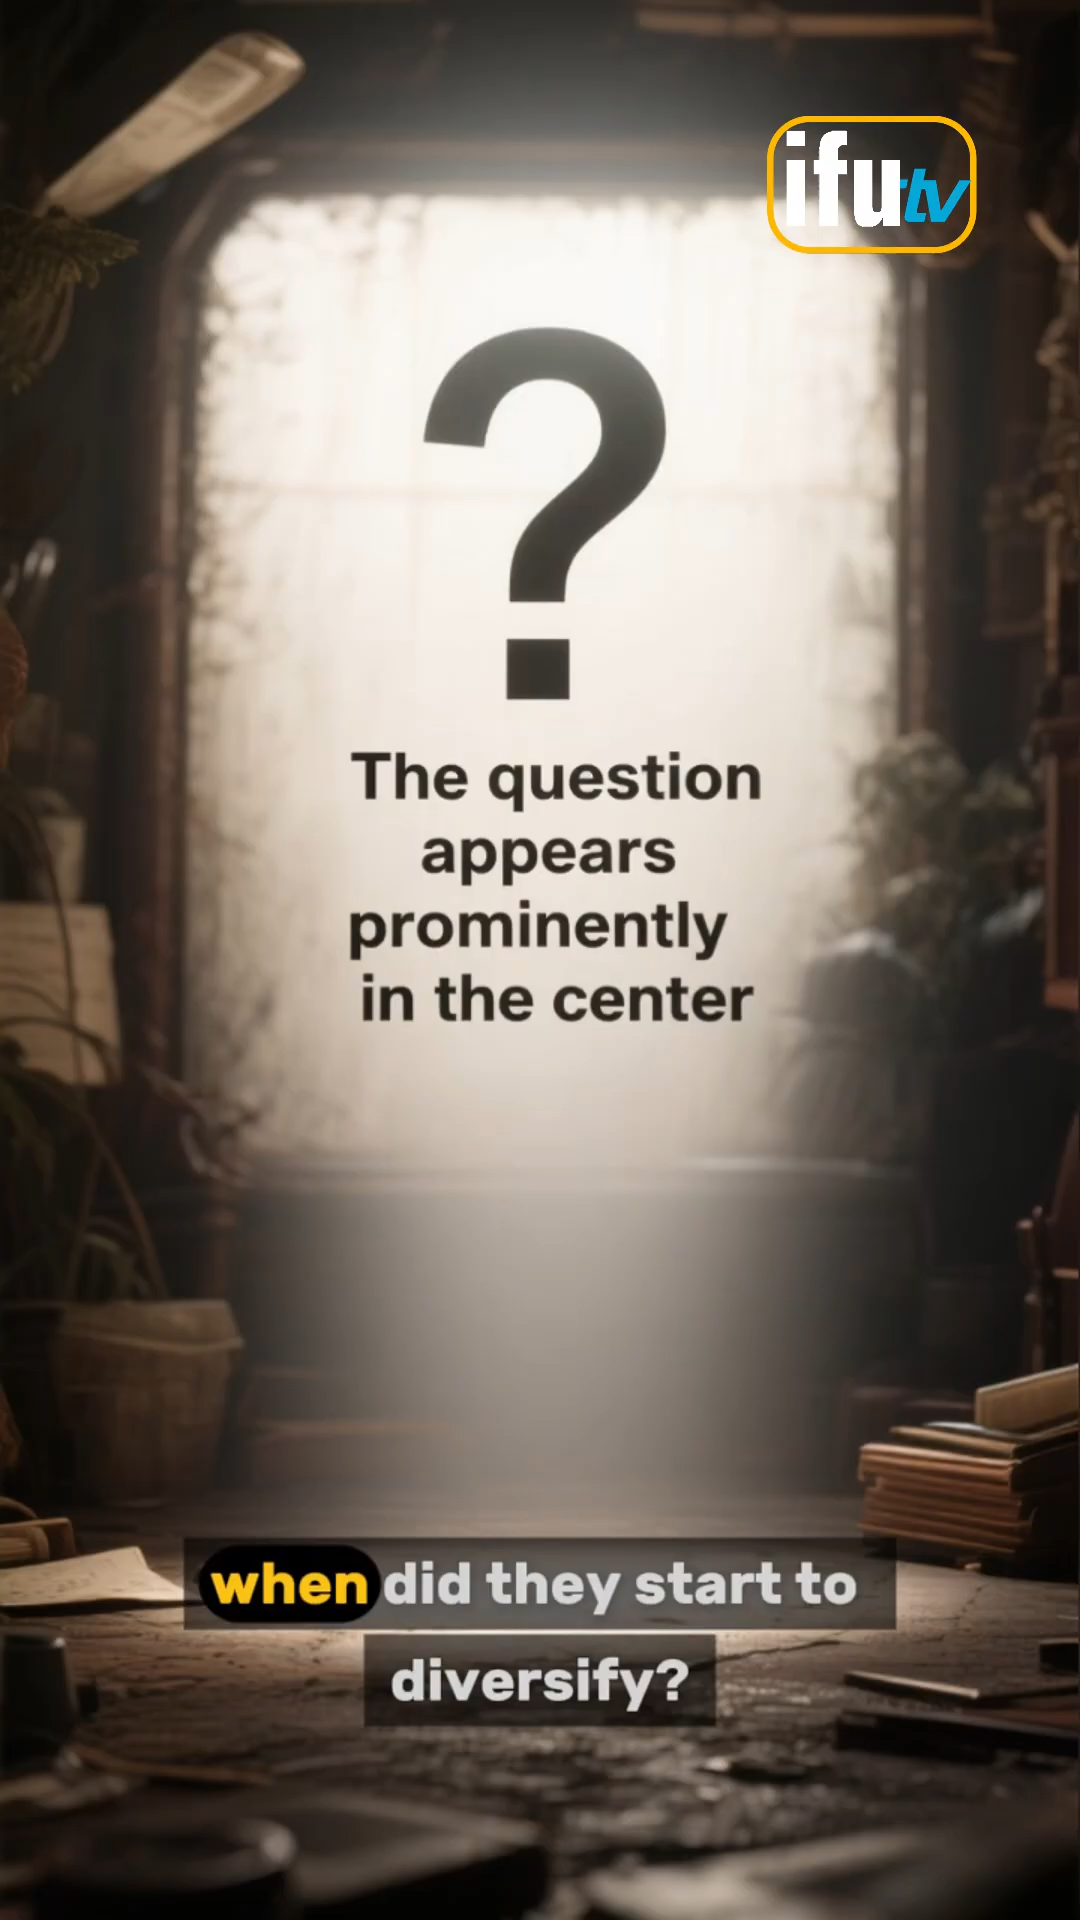 ifutv
?
The question
appears
prominently
in the center
when did they start to
diversify?